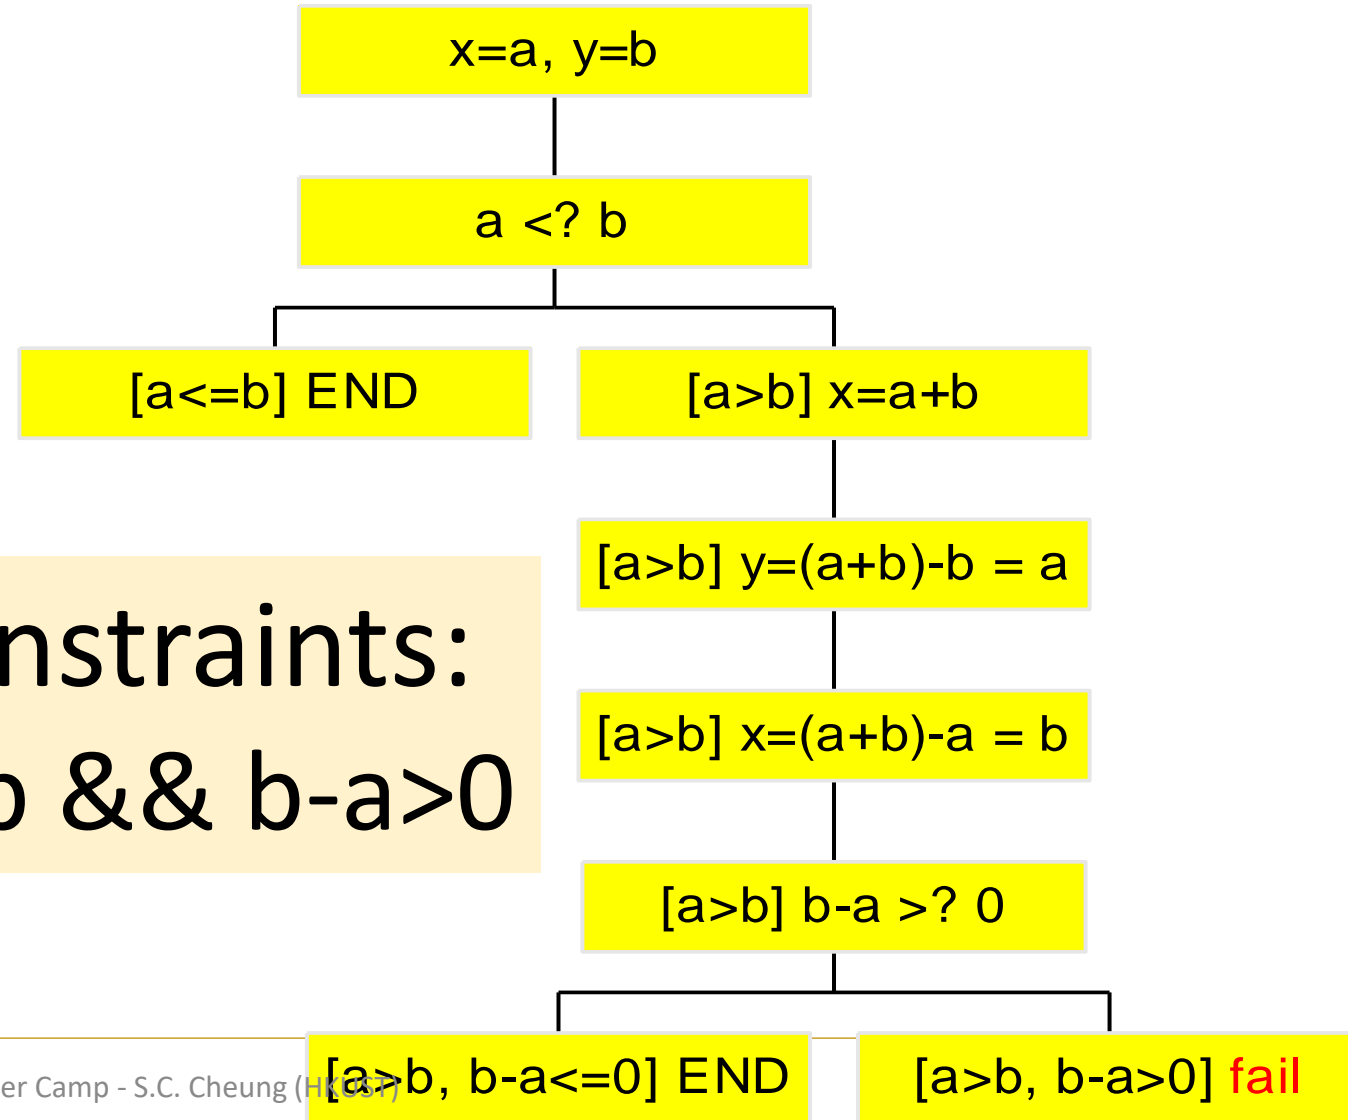 x=a, y=b
a <? b
[a<=b] END
[a>b] x=a+b
[a>b] y=(a+b)-b = a
nstraints:
[a>b] x=(a+b)-a = b
&& b-a>0
[a>b] b-a >? 0
[a>b, b-a<=0] END
[a>b, b-a>0] fail
er Camp - S.C. Cheung (HKUST)